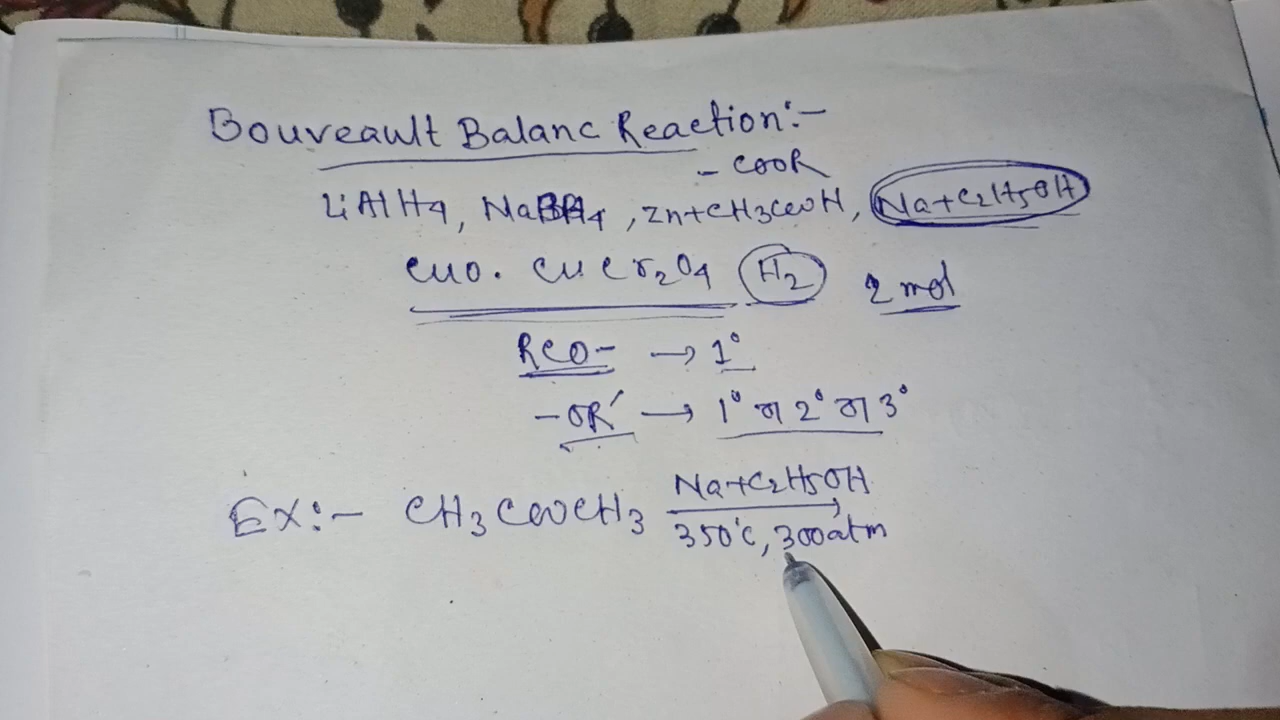 Bouveault Balanc Reaction:-
- COOR
LiAlH4, NaBH4, Zn+CH3COOH, Na+C2H5OH
CuO. CuCr2O4 H2 2 mol
RCO- → 1°
-OR' → 1° या 2° या 3°
Ex:- CH3COOCH3 Na+C2H5OH
350°C, 300atm